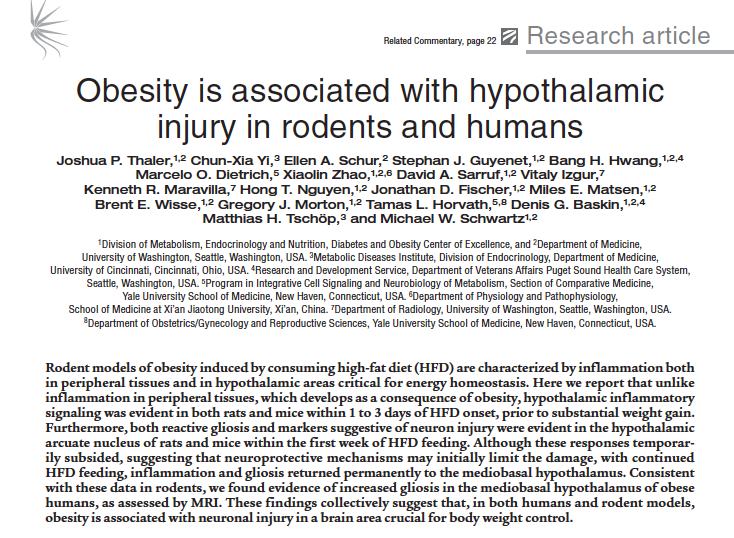 Related Commentary, page 22
Research article
Obesity is associated with hypothalamic
injury in rodents and humans
Joshua P. Thaler,1,2 Chun-Xia Yi,3 Ellen A. Schur,2 Stephan J. Guyenet,1,2 Bang H. Hwang,1,2,4
Marcelo O. Dietrich,5 Xiaolin Zhao,1,2,6 David A. Sarruf,1,2 Vitaly Izgur,7
Kenneth R. Maravilla,7 Hong T. Nguyen,1,2 Jonathan D. Fischer,1,2 Miles E. Matsen,1,2
Brent E. Wisse,1,2 Gregory J. Morton,1,2 Tamas L. Horvath,5,8 Denis G. Baskin,1,2,4
Matthias H. Tschöp,3 and Michael W. Schwartz1,2
1Division of Metabolism, Endocrinology and Nutrition, Diabetes and Obesity Center of Excellence, and 2Department of Medicine,
University of Washington, Seattle, Washington, USA. 3Metabolic Diseases Institute, Division of Endocrinology, Department of Medicine,
University of Cincinnati, Cincinnati, Ohio, USA. 4Research and Development Service, Department of Veterans Affairs Puget Sound Health Care System,
Seattle, Washington, USA. 5Program in Integrative Cell Signaling and Neurobiology of Metabolism, Section of Comparative Medicine,
Yale University School of Medicine, New Haven, Connecticut, USA. 6Department of Physiology and Pathophysiology,
School of Medicine at Xi'an Jiaotong University, Xi'an, China. 7Department of Radiology, University of Washington, Seattle, Washington, USA.
8Department of Obstetrics/Gynecology and Reproductive Sciences, Yale University School of Medicine, New Haven, Connecticut, USA.
Rodent models of obesity induced by consuming high-fat diet (HFD) are characterized by inflammation both
in peripheral tissues and in hypothalamic areas critical for energy homeostasis. Here we report that unlike
inflammation in peripheral tissues, which develops as a consequence of obesity, hypothalamic inflammatory
signaling was evident in both rats and mice within 1 to 3 days of HFD onset, prior to substantial weight gain.
Furthermore, both reactive gliosis and markers suggestive of neuron injury were evident in the hypothalamic
arcuate nucleus of rats and mice within the first week of HFD feeding. Although these responses temporar-
ily subsided, suggesting that neuroprotective mechanisms may initially limit the damage, with continued
HFD feeding, inflammation and gliosis returned permanently to the mediobasal hypothalamus. Consistent
with these data in rodents, we found evidence of increased gliosis in the mediobasal hypothalamus of obese
humans, as assessed by MRI. These findings collectively suggest that, in both humans and rodent models,
obesity is associated with neuronal injury in a brain area crucial for body weight control.